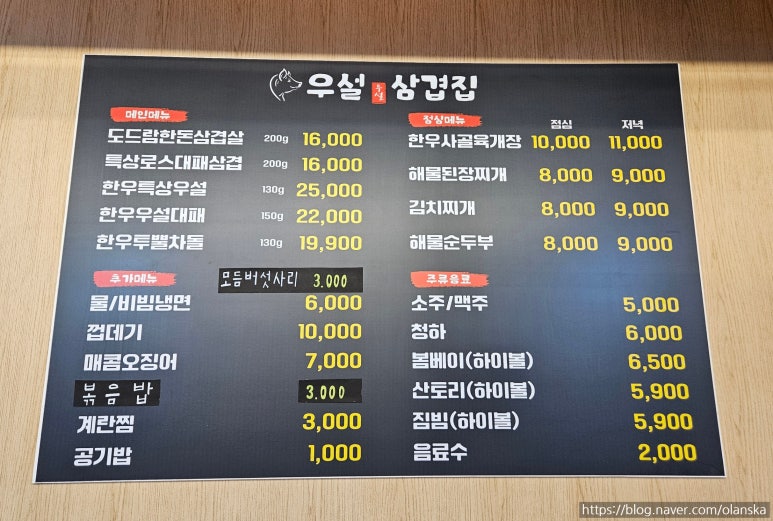 우설 우설 삼겹집
메인메뉴
도드람한돈삼겹살 200g 16,000
특상로스대패삼겹 200g 16,000
한우특상우설 130g 25,000
한우우설대패 150g 22,000
한우투뿔차돌 130g 19,900
추가메뉴
모듬버섯사리 3.000
물/비빔냉면 6,000
껍데기 10,000
매콤오징어 7,000
볶음밥 3.000
계란찜 3,000
공기밥 1,000
정상메뉴
점심 저녁
한우사골육개장 10,000 11,000
해물된장찌개 8,000 9,000
김치찌개 8,000 9,000
해물순두부 8,000 9,000
주류음료
소주/맥주 5,000
청하 6,000
봄베이(하이볼) 6,500
산토리(하이볼) 5,900
짐빔(하이볼) 5,900
음료수 2,000
https://blog.naver.com/olanska